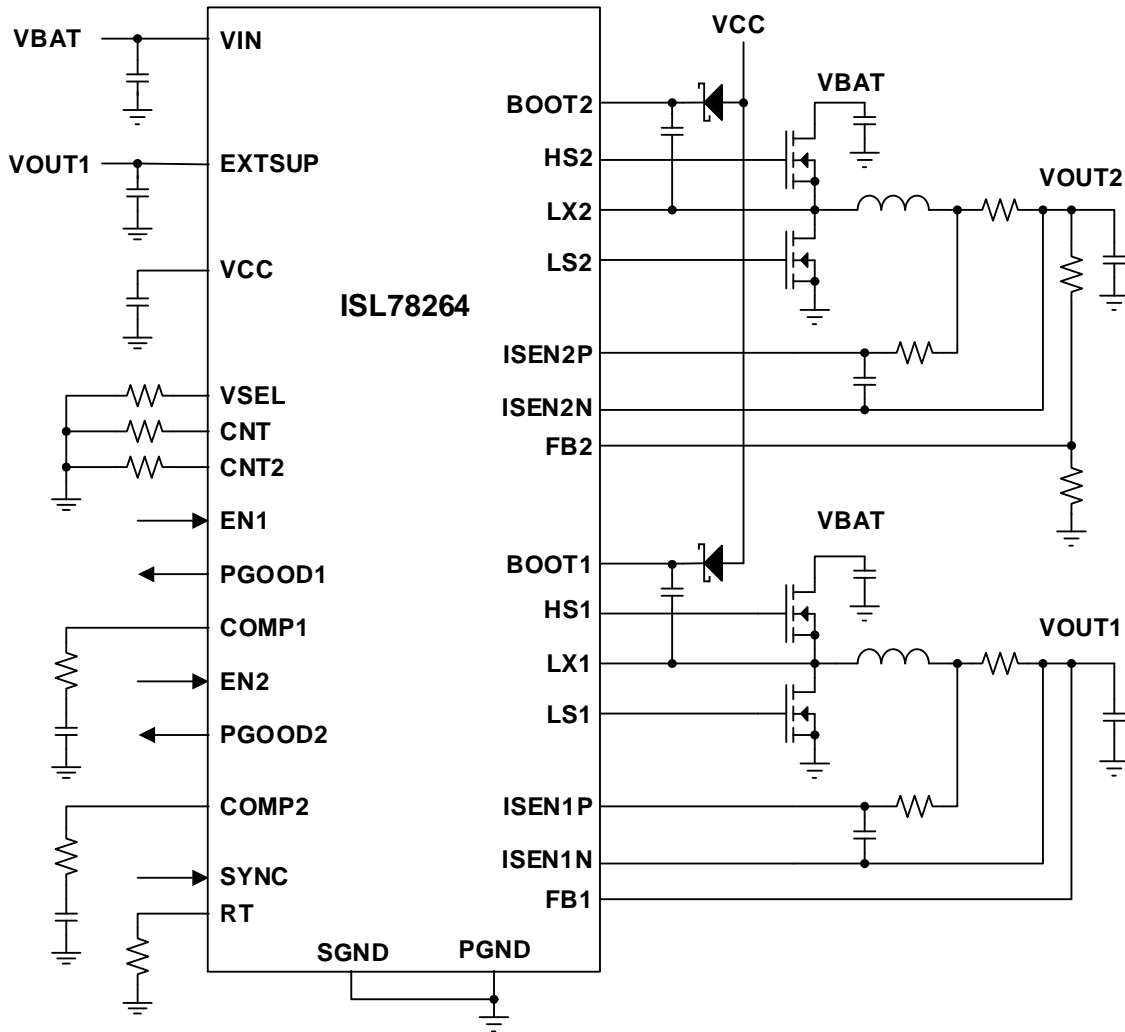 VBAT
VIN
VOUT1
EXTSUP
VCC
ISL78264
VSEL
CNT
CNT2
EN1
PGOOD1
COMP1
EN2
PGOOD2
COMP2
SYNC
RT
SGND
PGND
VCC
BOOT2
VBAT
HS2
LX2
VOUT2
LS2
ISEN2P
ISEN2N
FB2
BOOT1
VBAT
HS1
LX1
VOUT1
LS1
ISEN1P
ISEN1N
FB1